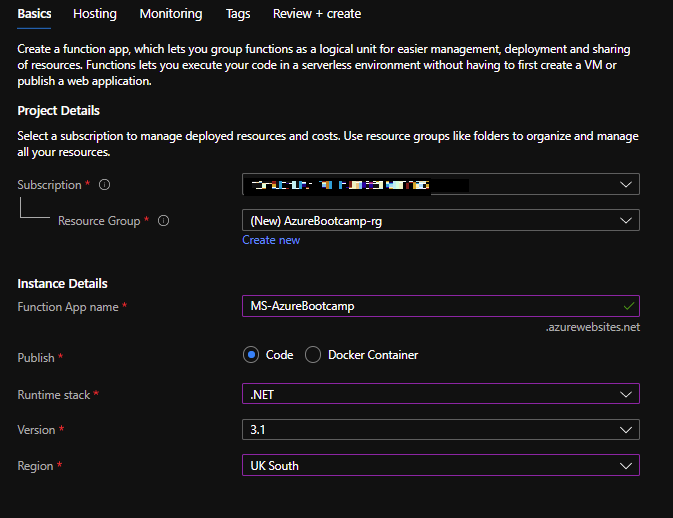 Basics Hosting Monitoring Tags Review + create
Create a function app, which lets you group functions as a logical unit for easier management, deployment and sharing
of resources. Functions lets you execute your code in a serverless environment without having to first create a VM or
publish a web application.
Project Details
Select a subscription to manage deployed resources and costs. Use resource groups like folders to organize and manage
all your resources.
Subscription *
Resource Group * (New) AzureBootcamp-rg
Create new
Instance Details
Function App name * MS-AzureBootcamp
.azurewebsites.net
Publish * Code Docker Container
Runtime stack * .NET
Version * 3.1
Region * UK South